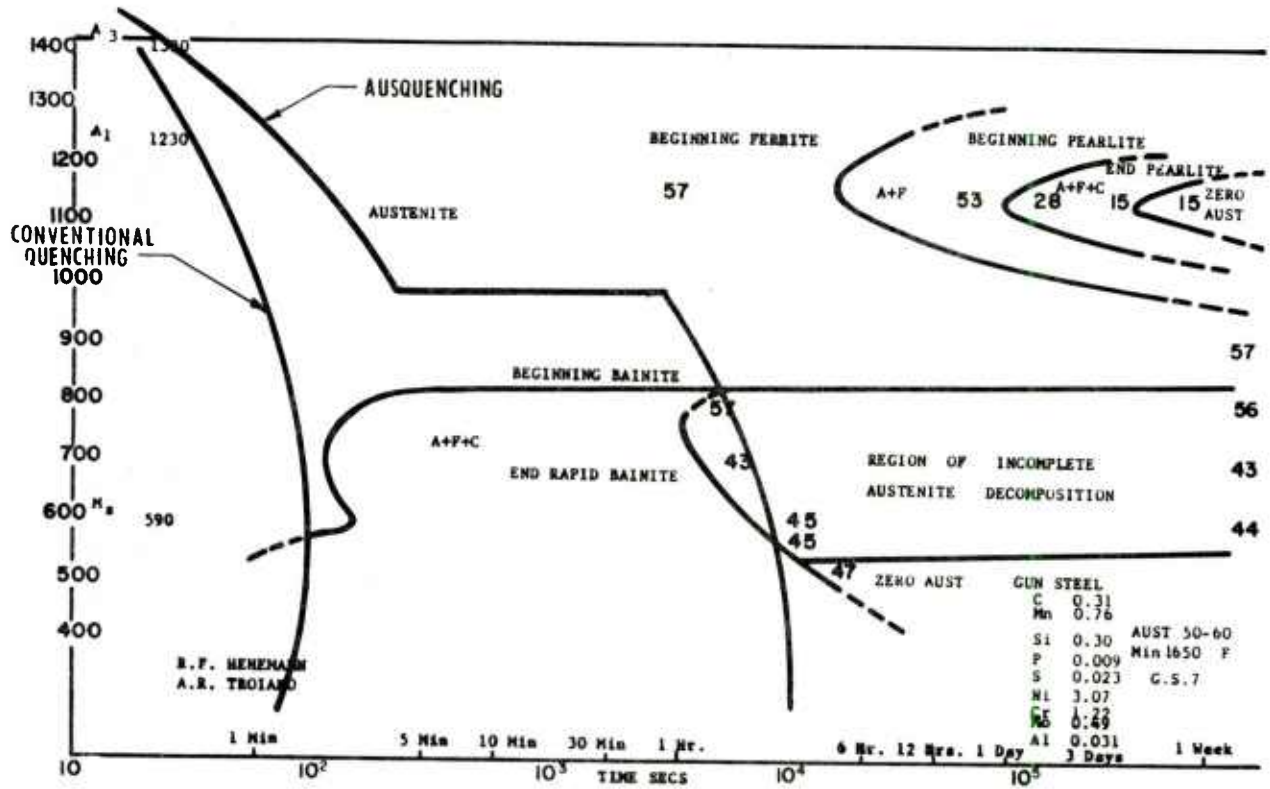 1400 A3 1380
AUSQUENCHING
1300
A1 1230
BEGINNING FERRITE
BEGINNING PEARLITE
1200
END PEARLITE
57
A+F
53
28 A+F+C
15
15 ZERO
AUST
1100
AUSTENITE
CONVENTIONAL
QUENCHING
1000
900
57
BEGINNING BAINITE
800
57
56
A+F+C
700
43
REGION OF INCOMPLETE
43
END RAPID BAINITE
AUSTENITE DECOMPOSITION
600 Ms 590
45
44
45
500
47
ZERO AUST
GUN STEEL
C 0.31
Mn 0.76
400
Si 0.30
AUST 50-60
Min 1650 F
P 0.009
S 0.023
G.S.7
R.F. HEHEMANN
A.R. TROIANO
Ni 3.07
Cr 1.22
Mo 0.49
Al 0.031
1 Min
5 Min
10 Min
30 Min
1 Hr.
6 Hr. 12 Hrs. 1 Day
3 Days
1 Week
10
10²
10³
TIME SECS
10⁴
10⁵